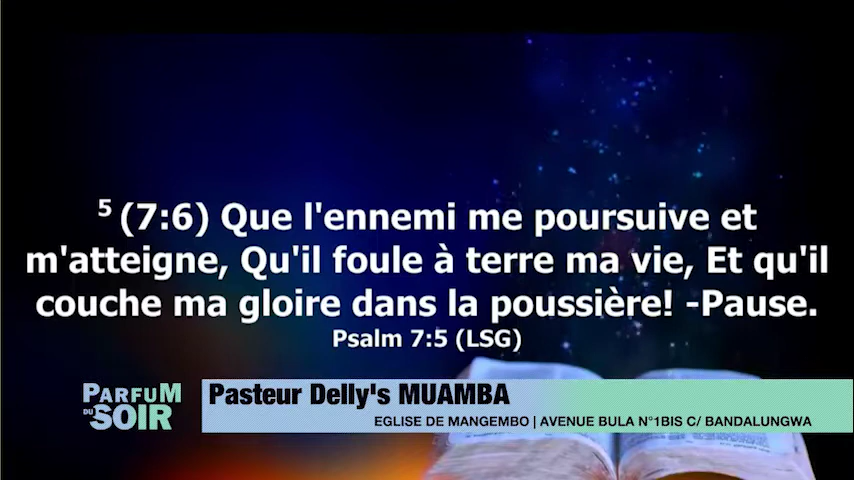 5 (7:6) Que l'ennemi me poursuive et
m'atteigne, Qu'il foule à terre ma vie, Et qu'il
couche ma gloire dans la poussière! -Pause.
Psalm 7:5 (LSG)
PARFUM
DU SOIR
Pasteur Delly's MUAMBA
EGLISE DE MANGEMBO | AVENUE BULA N°1BIS C/ BANDALUNGWA